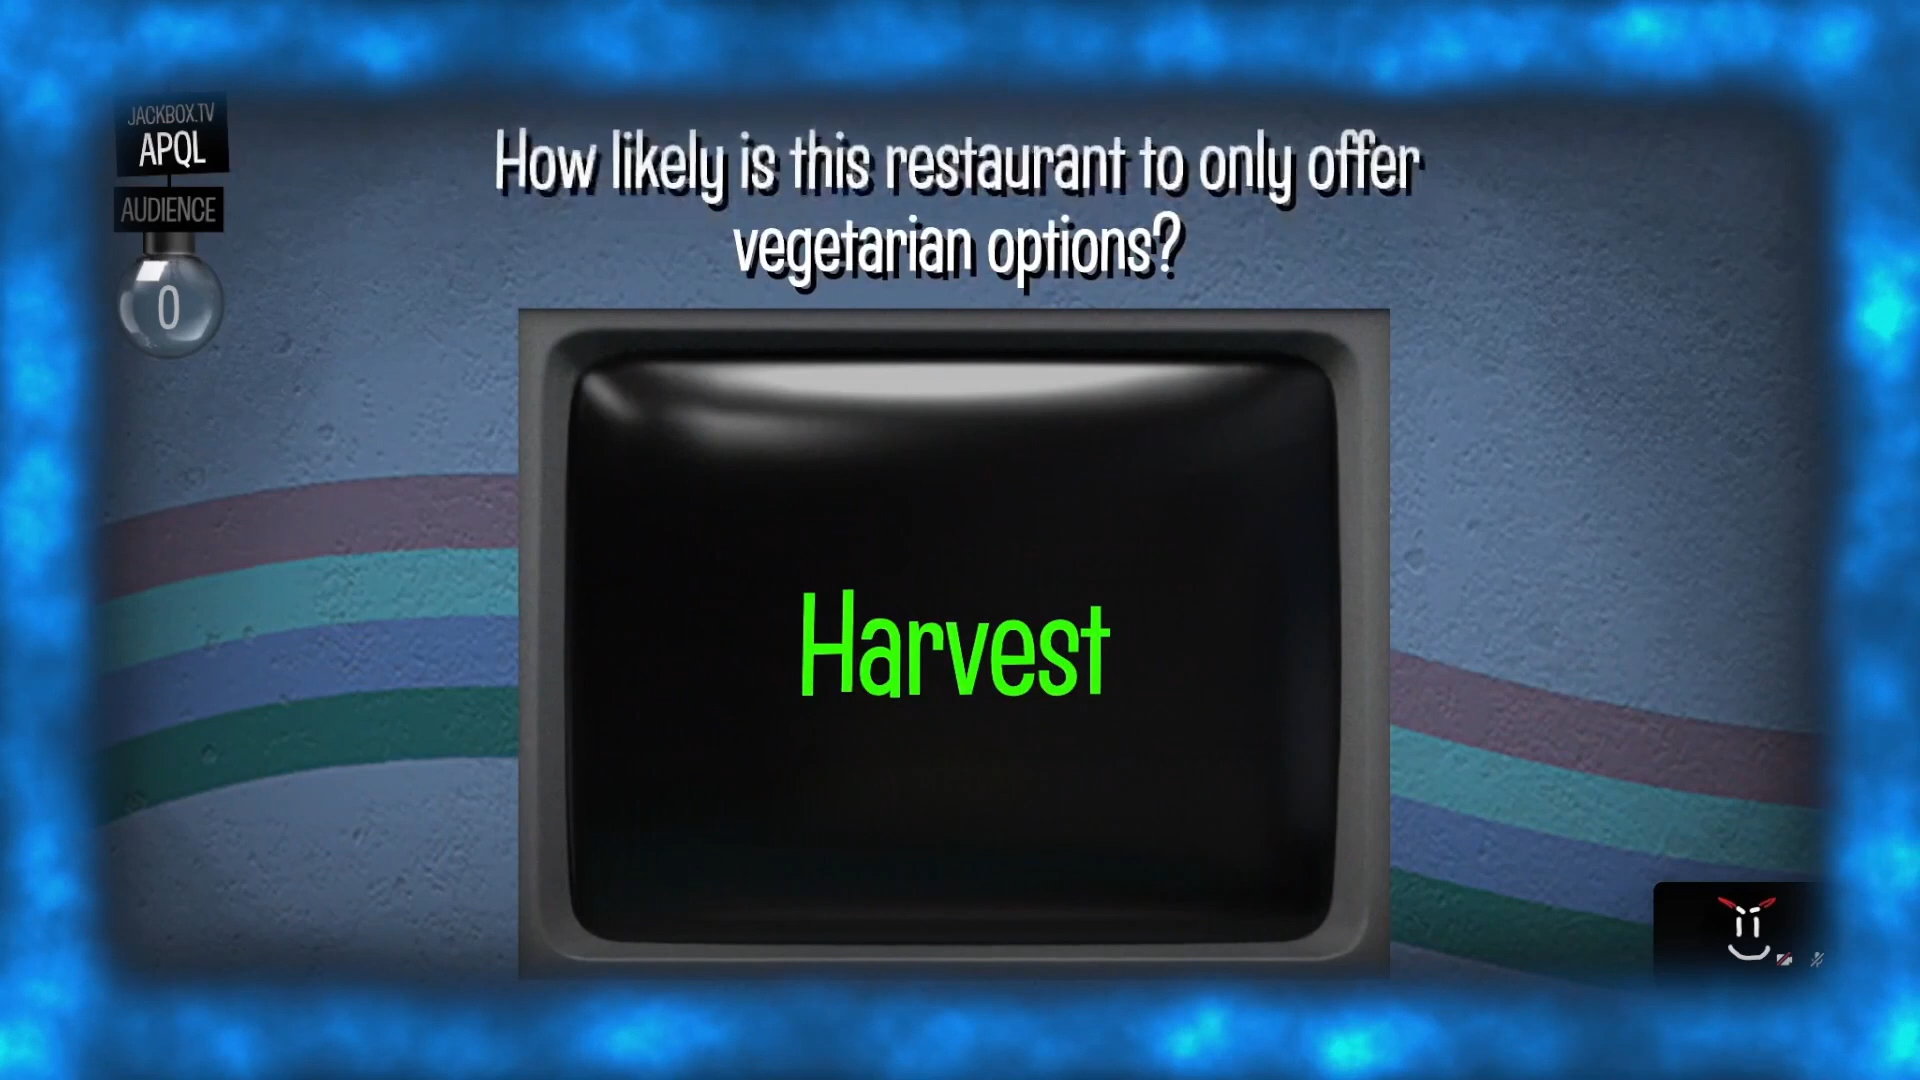 JACKBOX.TV
APQL
AUDIENCE
0
How likely is this restaurant to only offer
vegetarian options?
Harvest